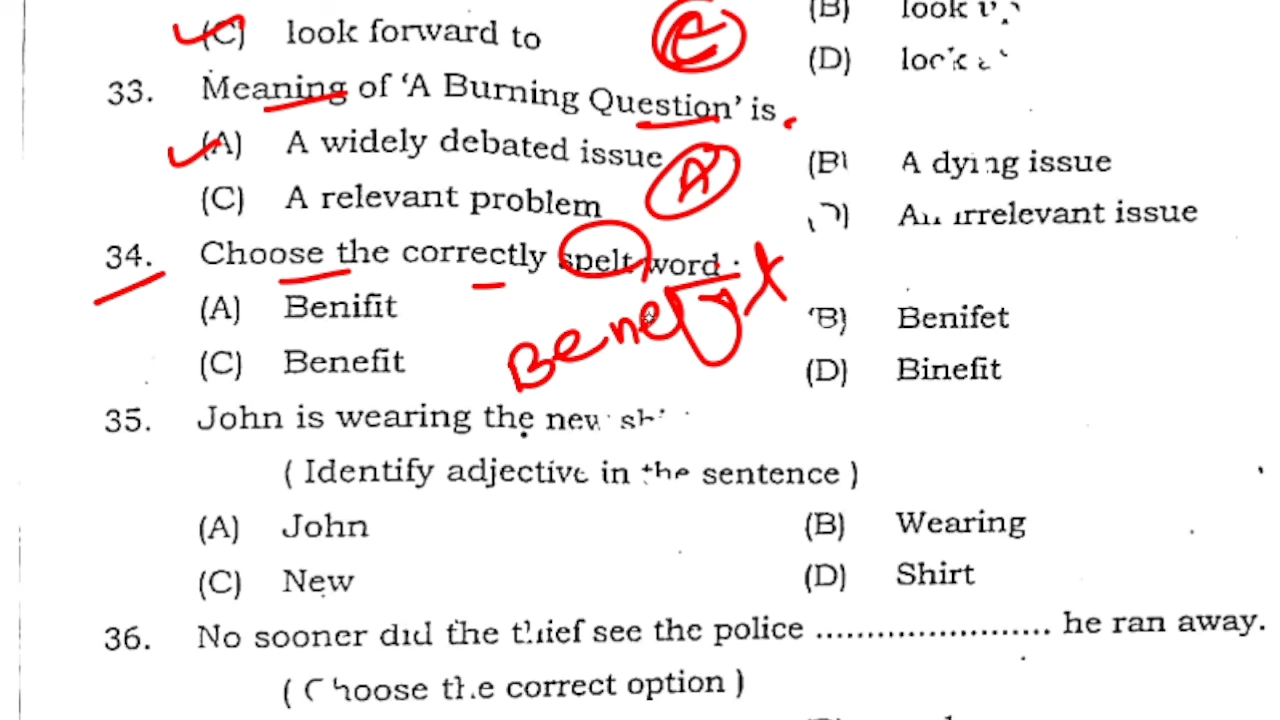 (C) look forward to
(B) look
(D)
C
33. Meaning of 'A Burning Question' is
(A) A widely debated issue
(B) A dying issue
A
(C) A relevant problem
An irrelevant issue
34. Choose the correctly spelt word :
(A) Benifit
(B) Benifet
Benefit
(C) Benefit
(D) Binefit
35. John is wearing the new
( Identify adjective in the sentence )
(A) John
(B) Wearing
(C) New
(D) Shirt
36. No sooner did the thief see the police ........................ he ran away.
( Choose the correct option )